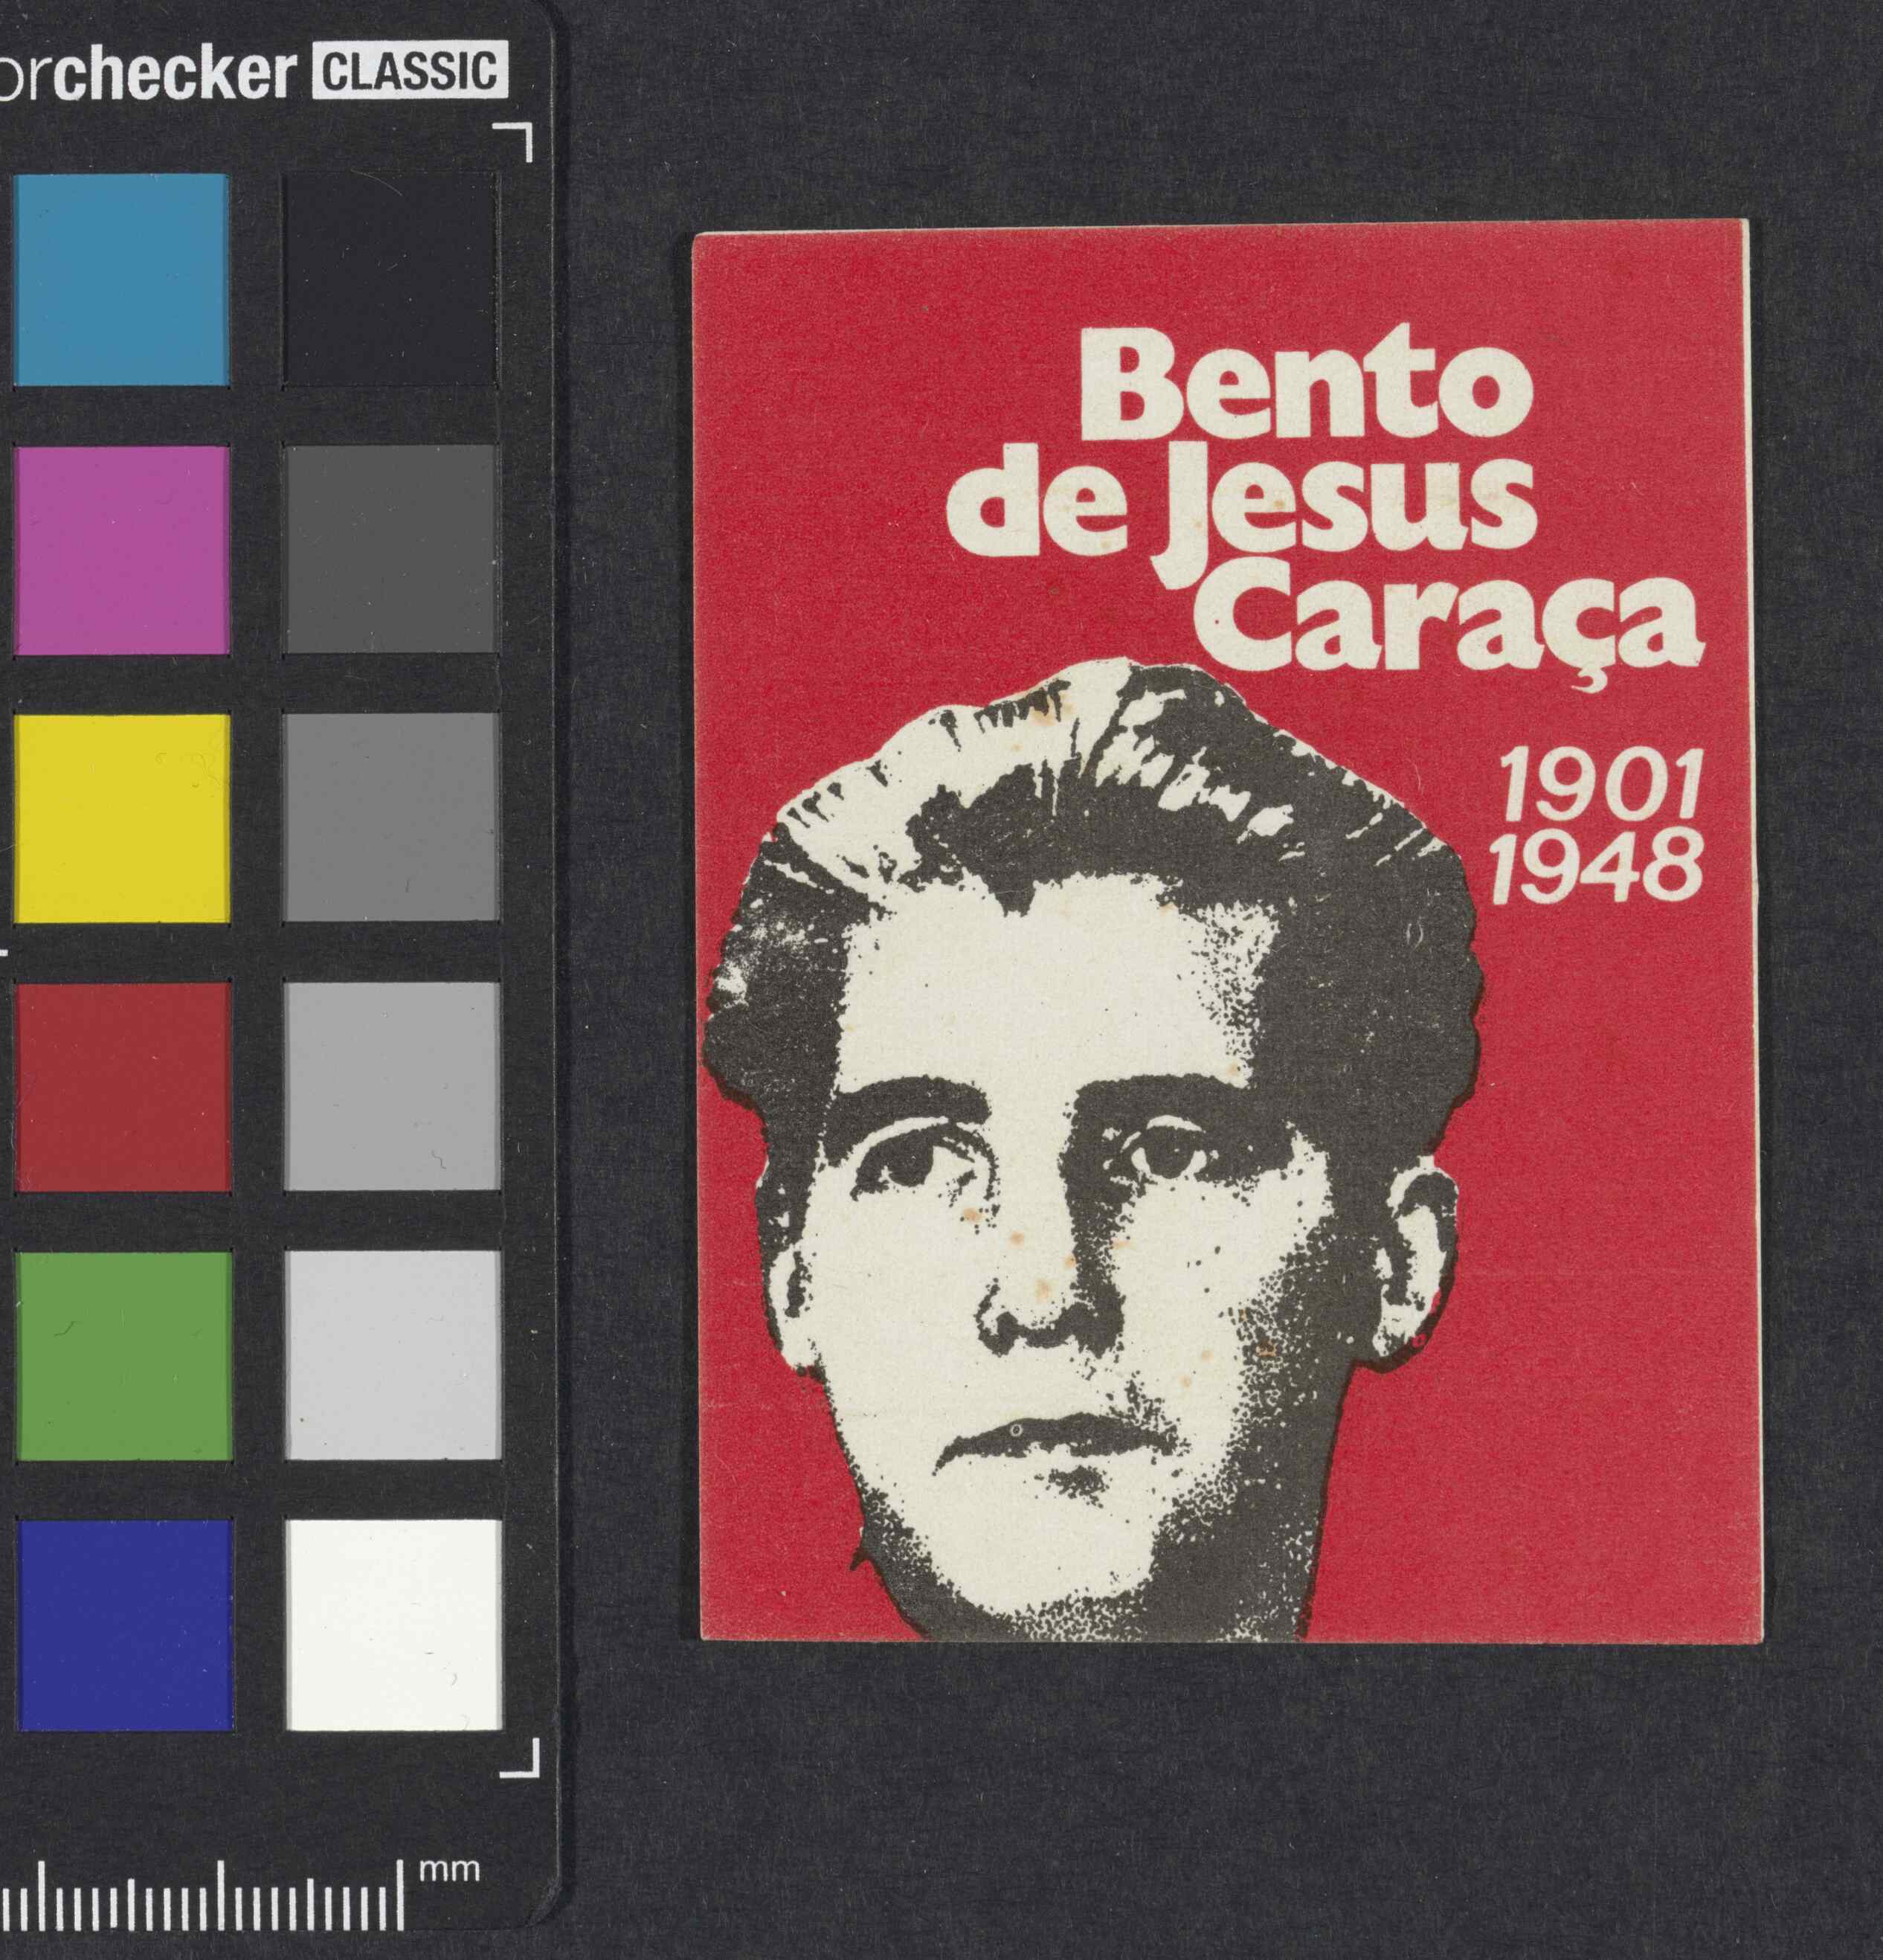 orchecker CLASSIC
Bento
de Jesus
Caraça
1901
1948
mm